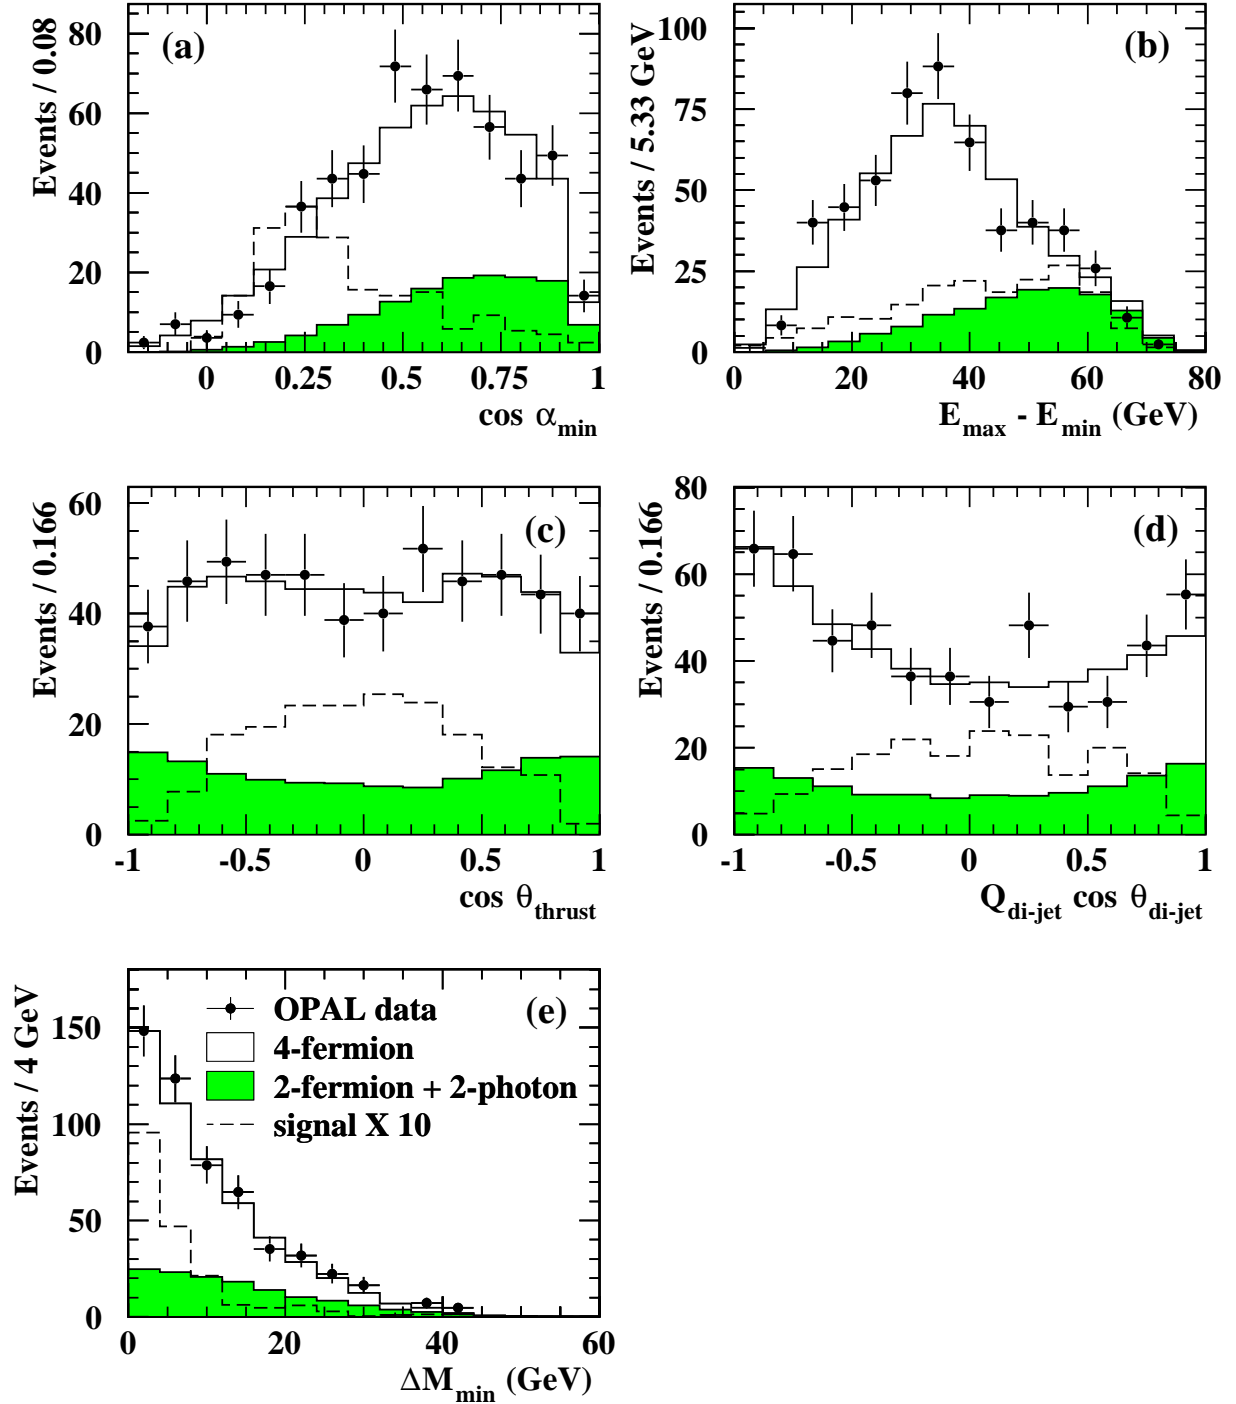 Events / 0.08
80
60
40
20
0
(a)
0 0.25 0.5 0.75 1
cos α_min
Events / 5.33 GeV
100
75
50
25
0
(b)
0 20 40 60 80
E_max - E_min (GeV)
Events / 0.166
60
40
20
0
(c)
-1 -0.5 0 0.5 1
cos θ_thrust
Events / 0.166
80
60
40
20
0
(d)
-1 -0.5 0 0.5 1
Q_di-jet cos θ_di-jet
Events / 4 GeV
150
100
50
0
(e)
OPAL data
4-fermion
2-fermion + 2-photon
signal X 10
0 20 40 60
ΔM_min (GeV)